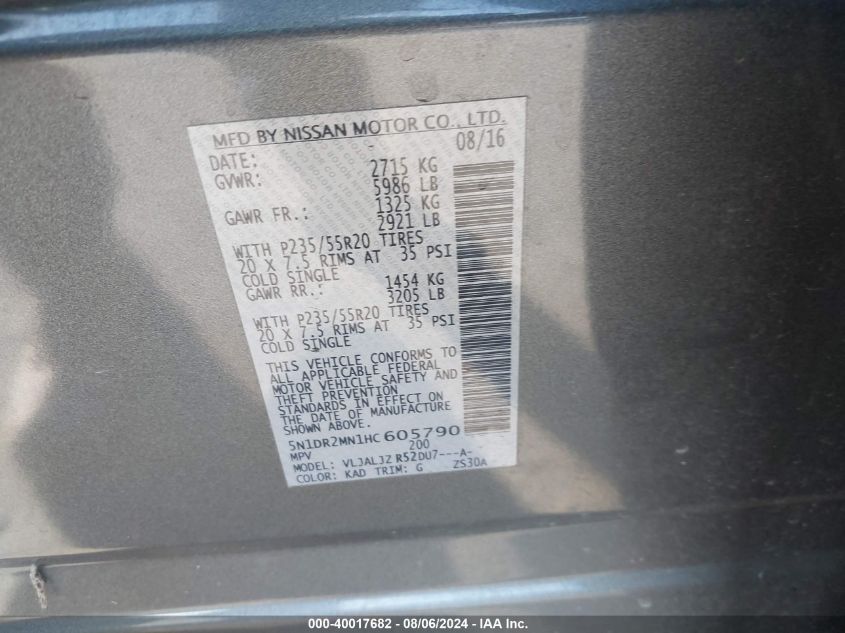 MFD BY NISSAN MOTOR CO., LTD.
DATE: 08/16
GVWR: 2715 KG
5986 LB
GAWR FR.: 1325 KG
2921 LB
WITH P235/55R20 TIRES
20 X 7.5 RIMS AT 35 PSI
COLD SINGLE
GAWR RR.: 1454 KG
3205 LB
WITH P235/55R20 TIRES
20 X 7.5 RIMS AT 35 PSI
COLD SINGLE
THIS VEHICLE CONFORMS TO
ALL APPLICABLE FEDERAL
MOTOR VEHICLE SAFETY AND
THEFT PREVENTION
STANDARDS IN EFFECT ON
THE DATE OF MANUFACTURE
SHOWN ABOVE.
5N1DR2MN1HC605790
MPV 200
MODEL: VL3AL3Z R52DU7---A-
COLOR: KAD TRIM: G ZS30A
000-40017682 - 08/06/2024 - IAA Inc.